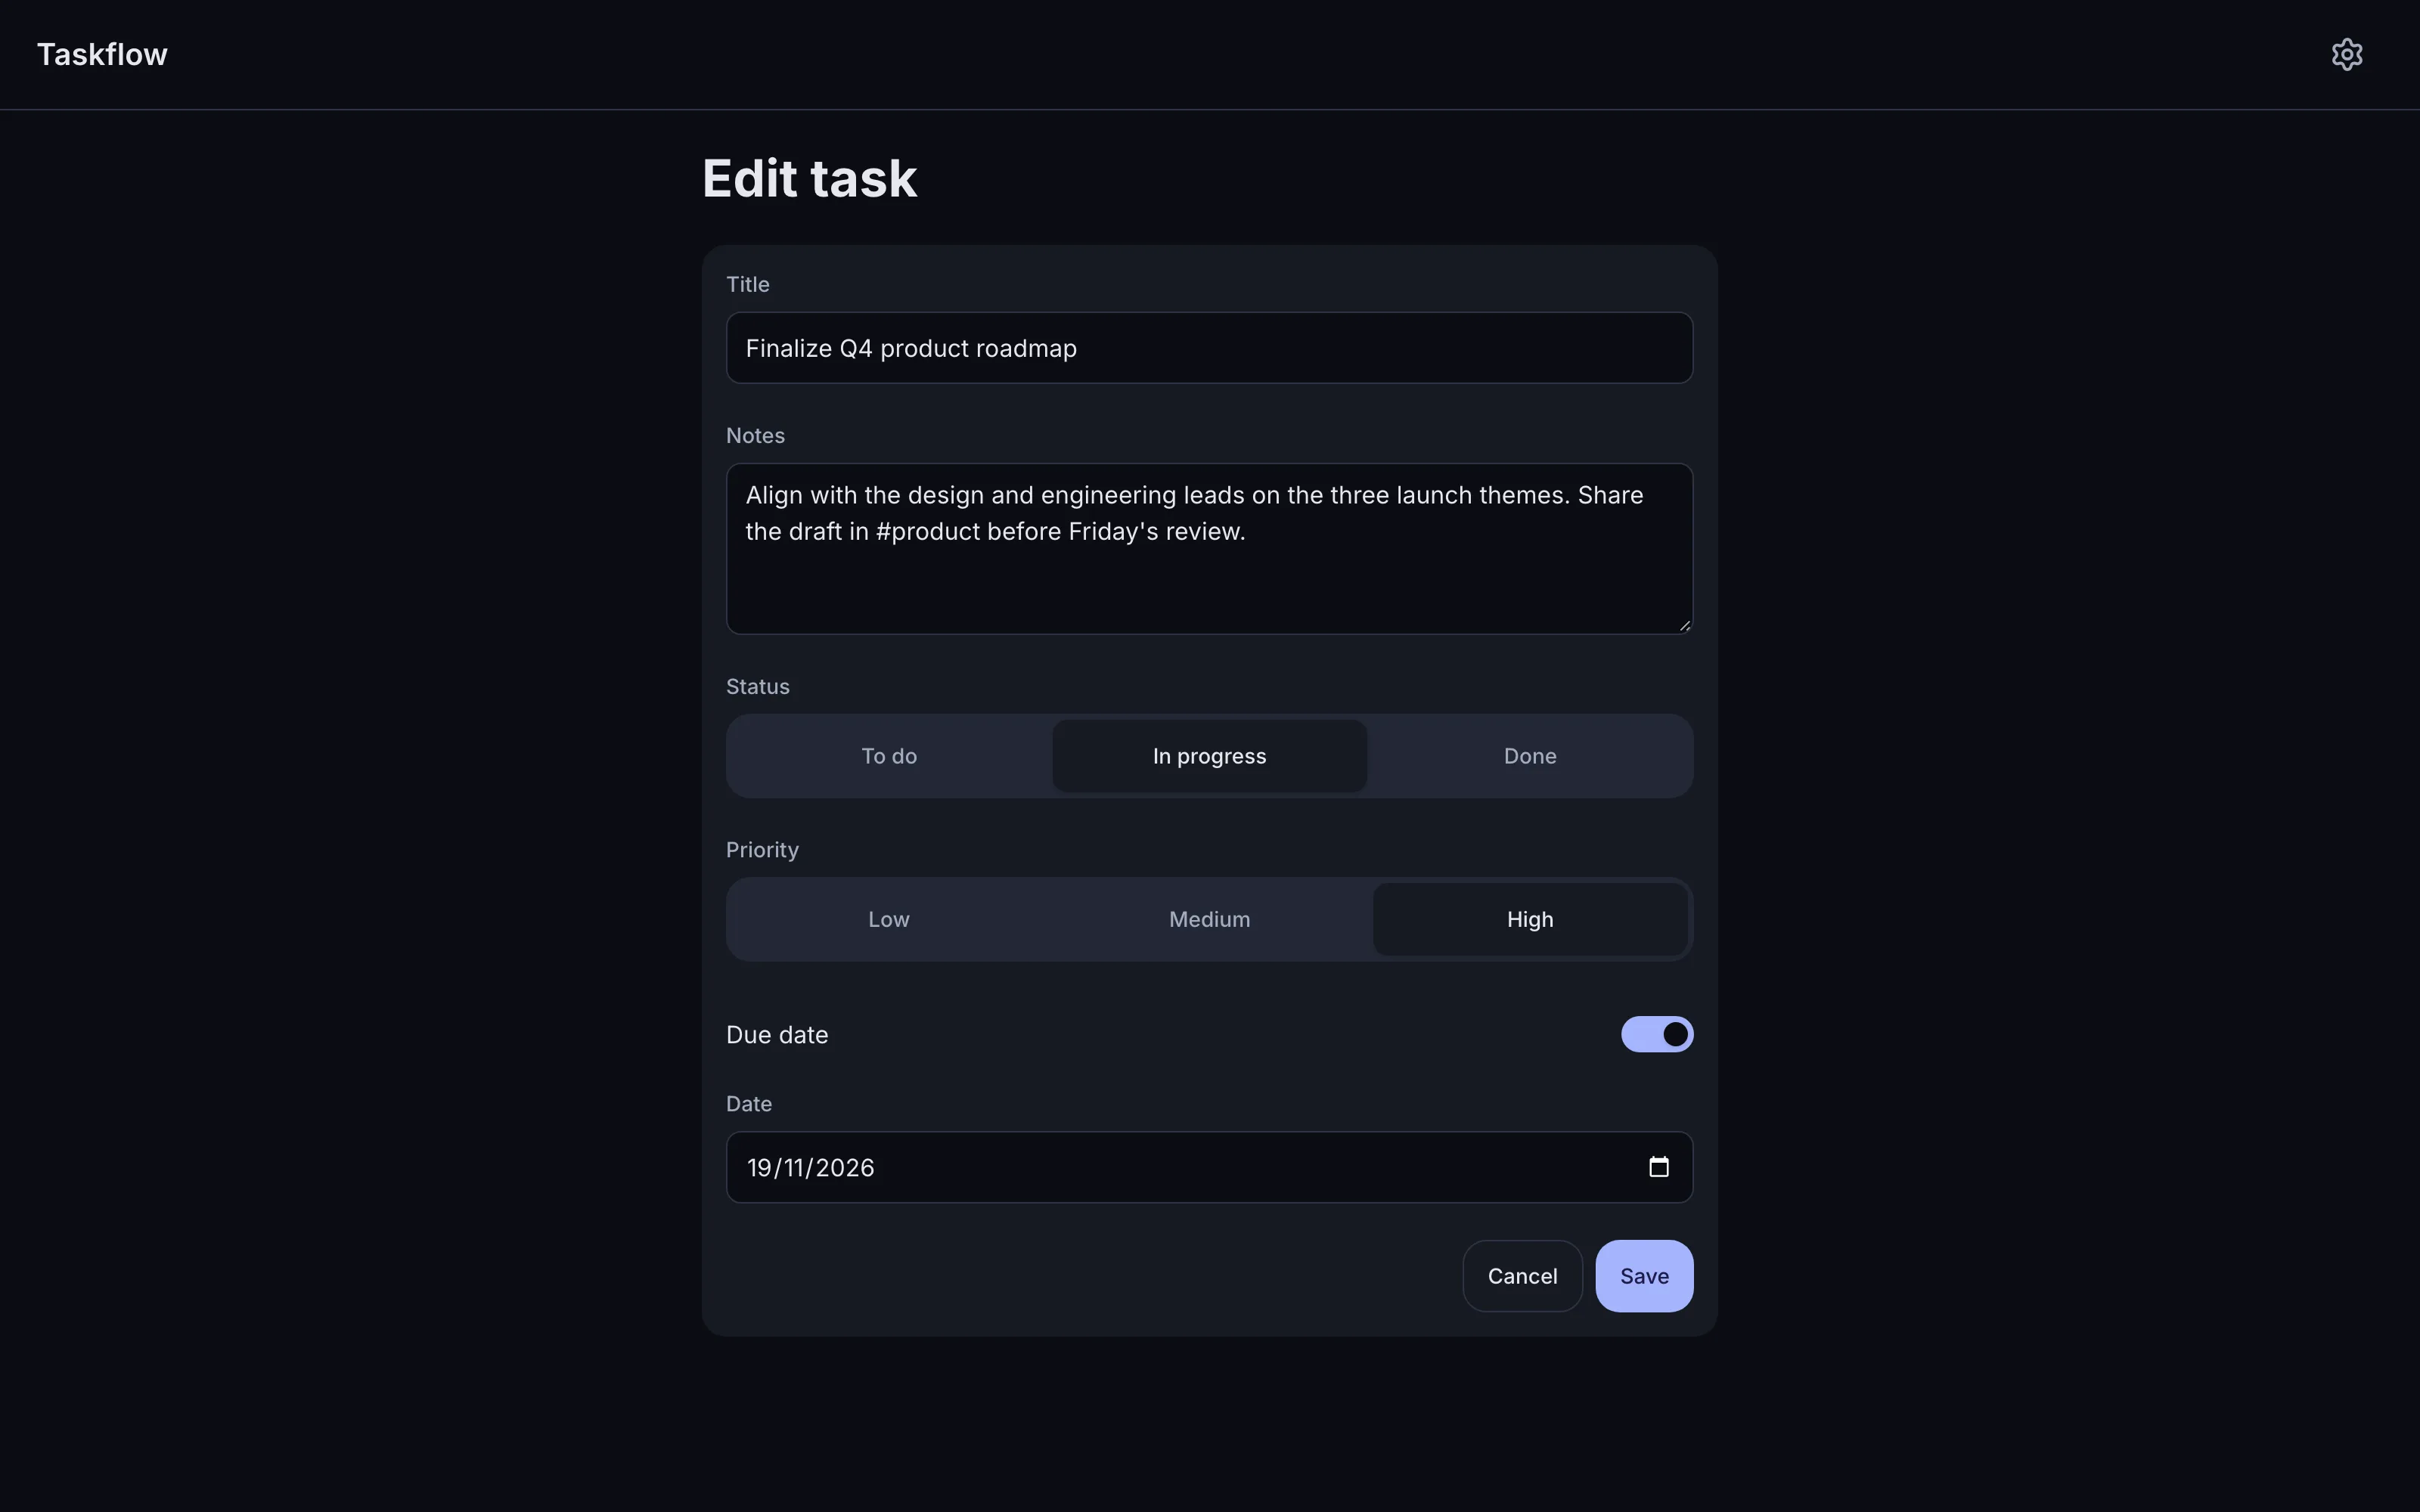 Taskflow
Edit task
Title
Finalize Q4 product roadmap
Notes
Align with the design and engineering leads on the three launch themes. Share
the draft in #product before Friday's review.
Status
To do
In progress
Done
Priority
Low
Medium
High
Due date
Date
19/11/2026
Cancel
Save